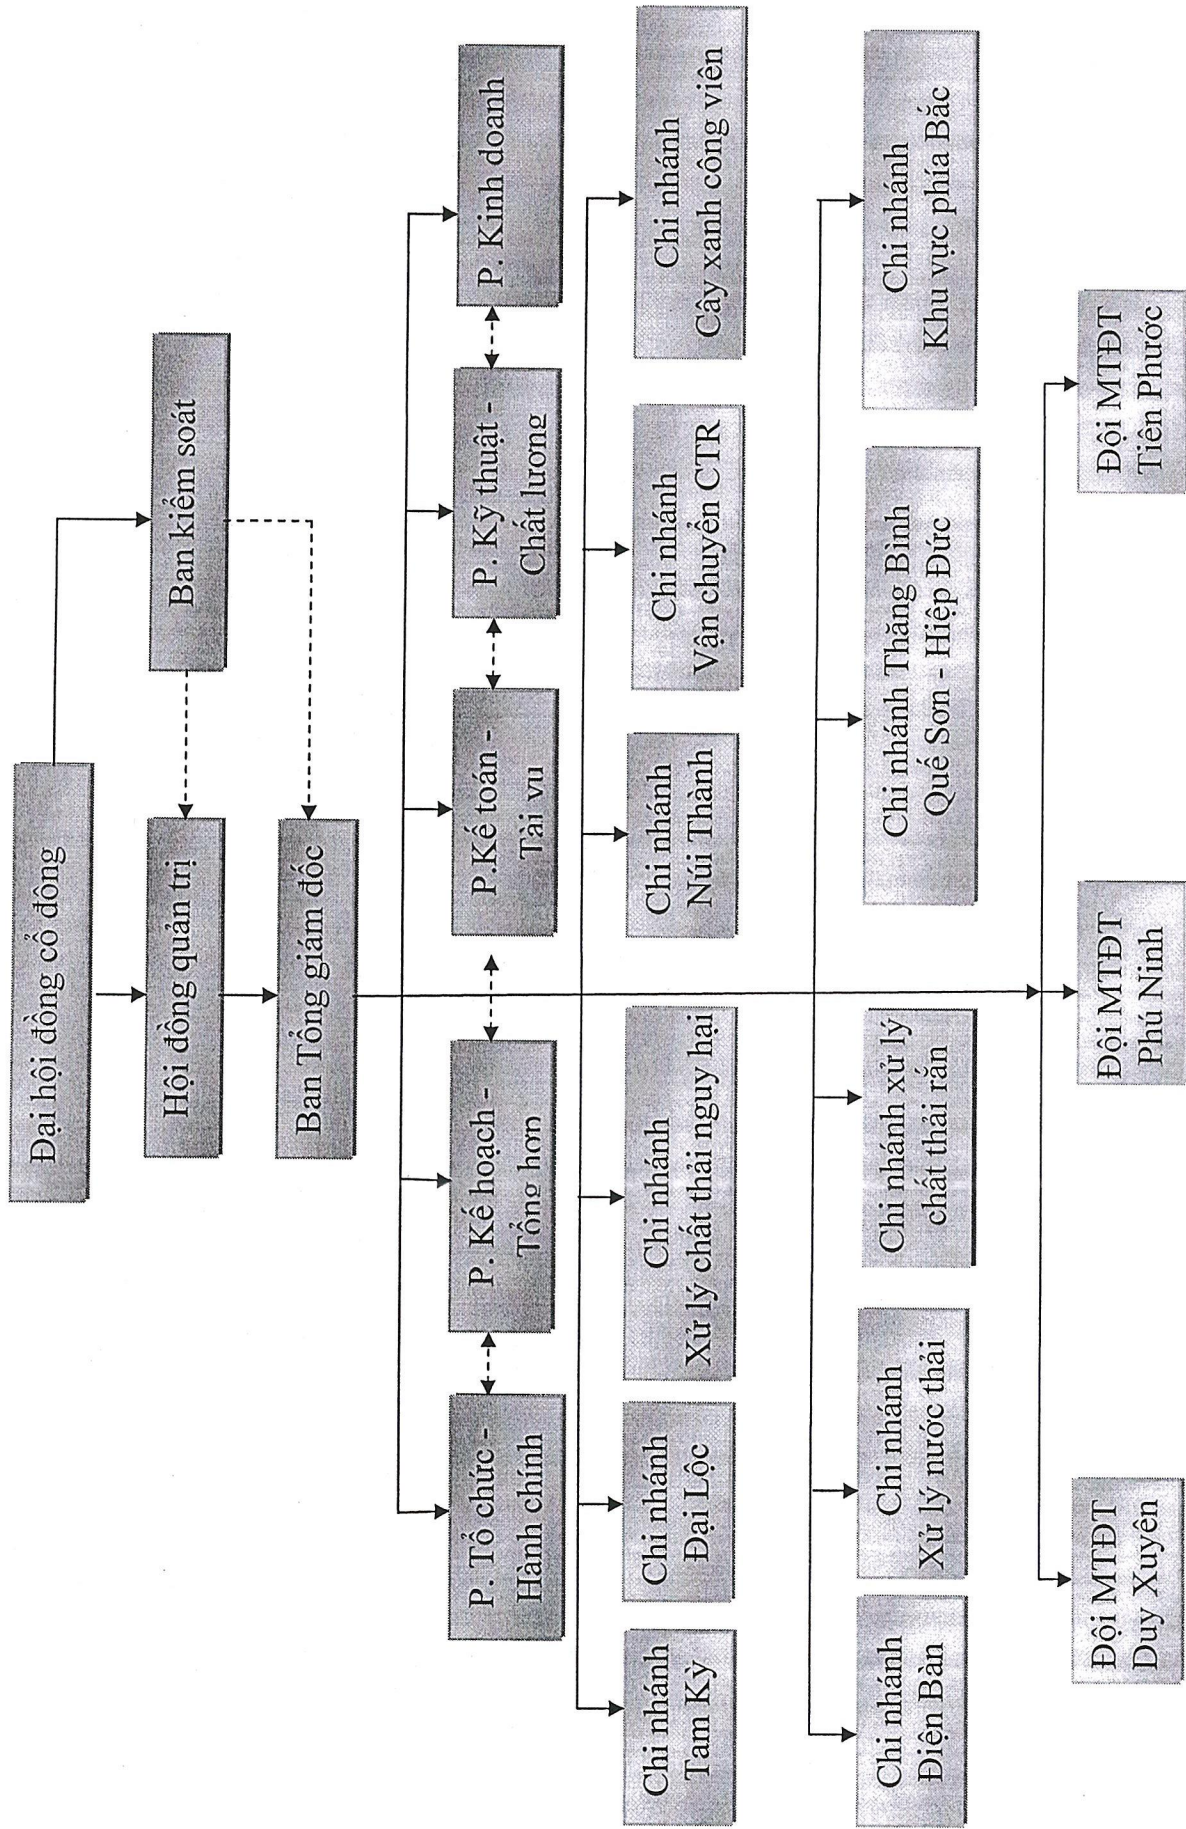 Đại hội đồng cổ đông
Ban kiểm soát
Hội đồng quản trị
Ban Tổng giám đốc
P. Tổ chức -
Hành chính
P. Kế hoạch -
Tổng hợp
P.Kế toán -
Tài vụ
P. Kỹ thuật -
Chất lượng
P. Kinh doanh
Chi nhánh
Tam Kỳ
Chi nhánh
Đại Lộc
Chi nhánh
Xử lý chất thải nguy hại
Chi nhánh
Núi Thành
Chi nhánh
Vận chuyển CTR
Chi nhánh
Cây xanh công viên
Chi nhánh
Điện Bàn
Chi nhánh
Xử lý nước thải
Chi nhánh xử lý
chất thải rắn
Chi nhánh Thăng Bình
Quế Sơn - Hiệp Đức
Chi nhánh
Khu vực phía Bắc
Đội MTĐT
Duy Xuyên
Đội MTĐT
Phú Ninh
Đội MTĐT
Tiên Phước